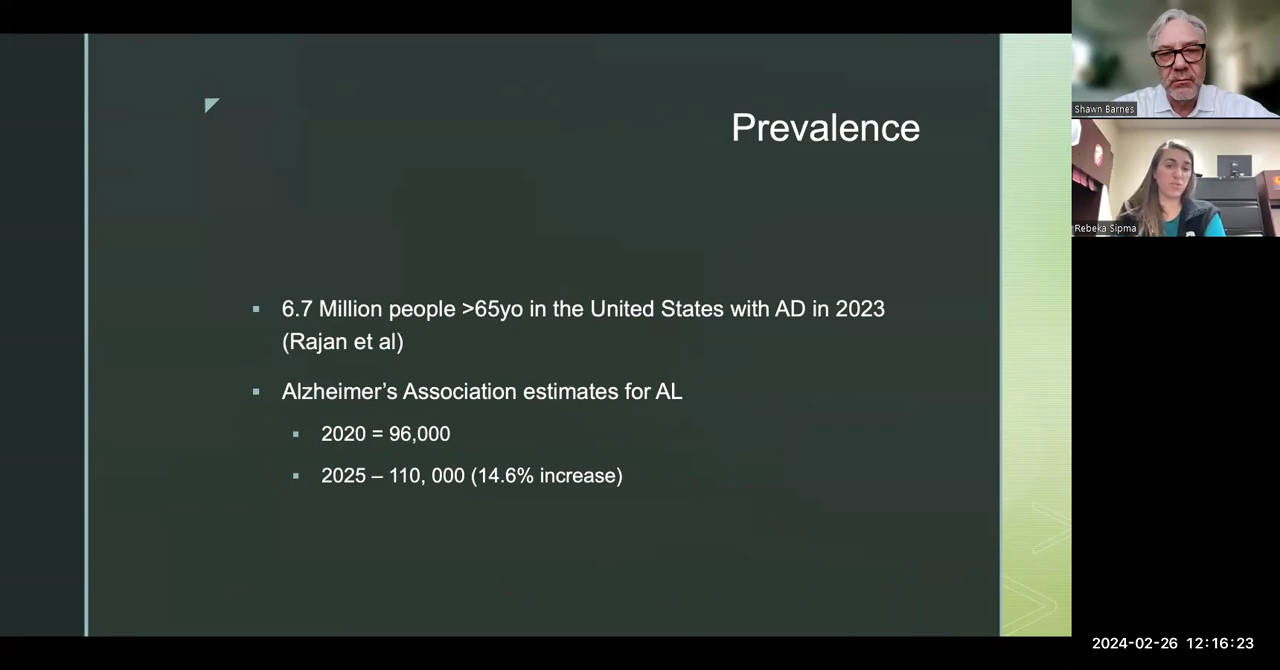 Prevalence
▪ 6.7 Million people >65yo in the United States with AD in 2023
(Rajan et al)
▪ Alzheimer’s Association estimates for AL
▪ 2020 = 96,000
▪ 2025 – 110, 000 (14.6% increase)
Shawn Barnes
Rebeka Sipma
2024-02-26 12:16:23